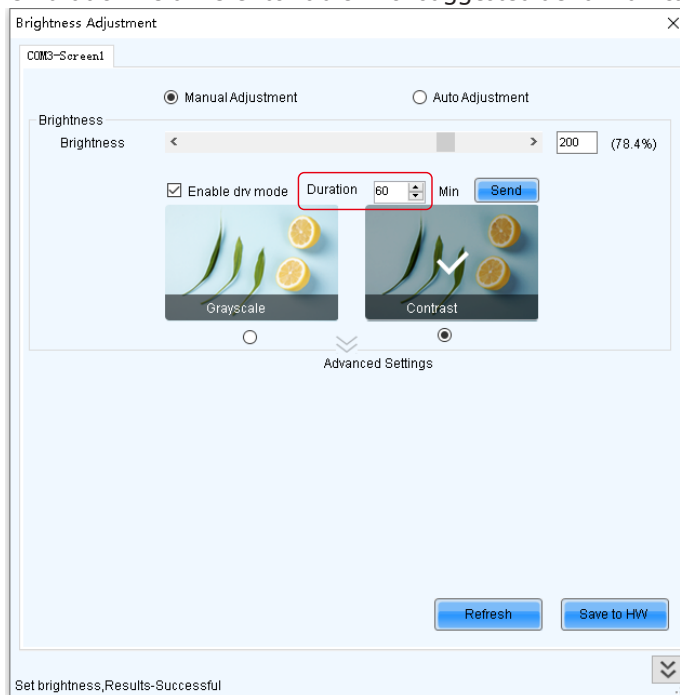 Brightness Adjustment
COM3-Screen1
Manual Adjustment Auto Adjustment
Brightness
Brightness 200 (78.4%)
Enable drv mode Duration 60 Min Send
Grayscale Contrast
Advanced Settings
Refresh Save to HW
Set brightness,Results-Successful